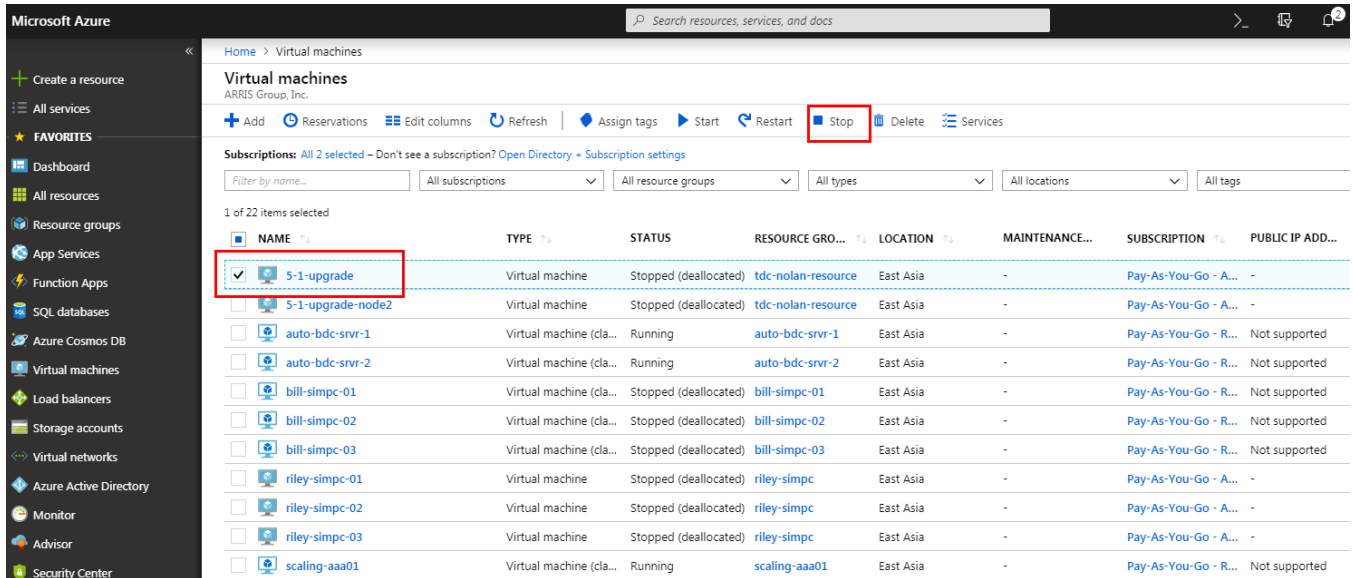 Microsoft Azure
Search resources, services, and docs
2
«
Create a resource
All services
FAVORITES
Dashboard
All resources
Resource groups
App Services
Function Apps
SQL databases
Azure Cosmos DB
Virtual machines
Load balancers
Storage accounts
Virtual networks
Azure Active Directory
Monitor
Advisor
Security Center
Home > Virtual machines
Virtual machines
ARRIS Group, Inc.
Add Reservations Edit columns Refresh Assign tags Start Restart Stop Delete Services
Subscriptions: All 2 selected – Don't see a subscription? Open Directory + Subscription settings
Filter by name... All subscriptions All resource groups All types All locations All tags
1 of 22 items selected
NAME TYPE STATUS RESOURCE GRO... LOCATION MAINTENANCE... SUBSCRIPTION PUBLIC IP ADD...
5-1-upgrade Virtual machine Stopped (deallocated) tdc-nolan-resource East Asia - Pay-As-You-Go - A... -
5-1-upgrade-node2 Virtual machine Stopped (deallocated) tdc-nolan-resource East Asia - Pay-As-You-Go - A... -
auto-bdc-srvr-1 Virtual machine (cla... Running auto-bdc-srvr-1 East Asia - Pay-As-You-Go - R... Not supported
auto-bdc-srvr-2 Virtual machine (cla... Running auto-bdc-srvr-2 East Asia - Pay-As-You-Go - R... Not supported
bill-simpc-01 Virtual machine (cla... Stopped (deallocated) bill-simpc-01 East Asia - Pay-As-You-Go - R... Not supported
bill-simpc-02 Virtual machine (cla... Stopped (deallocated) bill-simpc-02 East Asia - Pay-As-You-Go - R... Not supported
bill-simpc-03 Virtual machine (cla... Stopped (deallocated) bill-simpc-03 East Asia - Pay-As-You-Go - R... Not supported
riley-simpc-01 Virtual machine Stopped (deallocated) riley-simpc East Asia - Pay-As-You-Go - A... -
riley-simpc-02 Virtual machine Stopped (deallocated) riley-simpc East Asia - Pay-As-You-Go - A... -
riley-simpc-03 Virtual machine Stopped (deallocated) riley-simpc East Asia - Pay-As-You-Go - A... -
scaling-aaa01 Virtual machine (cla... Running scaling-aaa01 East Asia - Pay-As-You-Go - R... Not supported